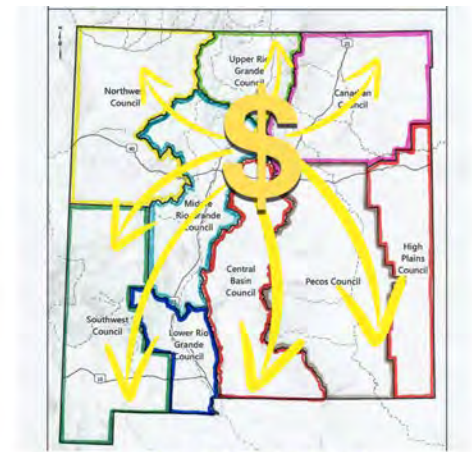 Upper Rio
Grande
Council
Northwest
Council
Canadian
Council
$
Middle
Rio Grande
Council
High
Plains
Council
Central
Basin
Council
Pecos Council
Southwest
Council
Lower Rio
Grande
Council